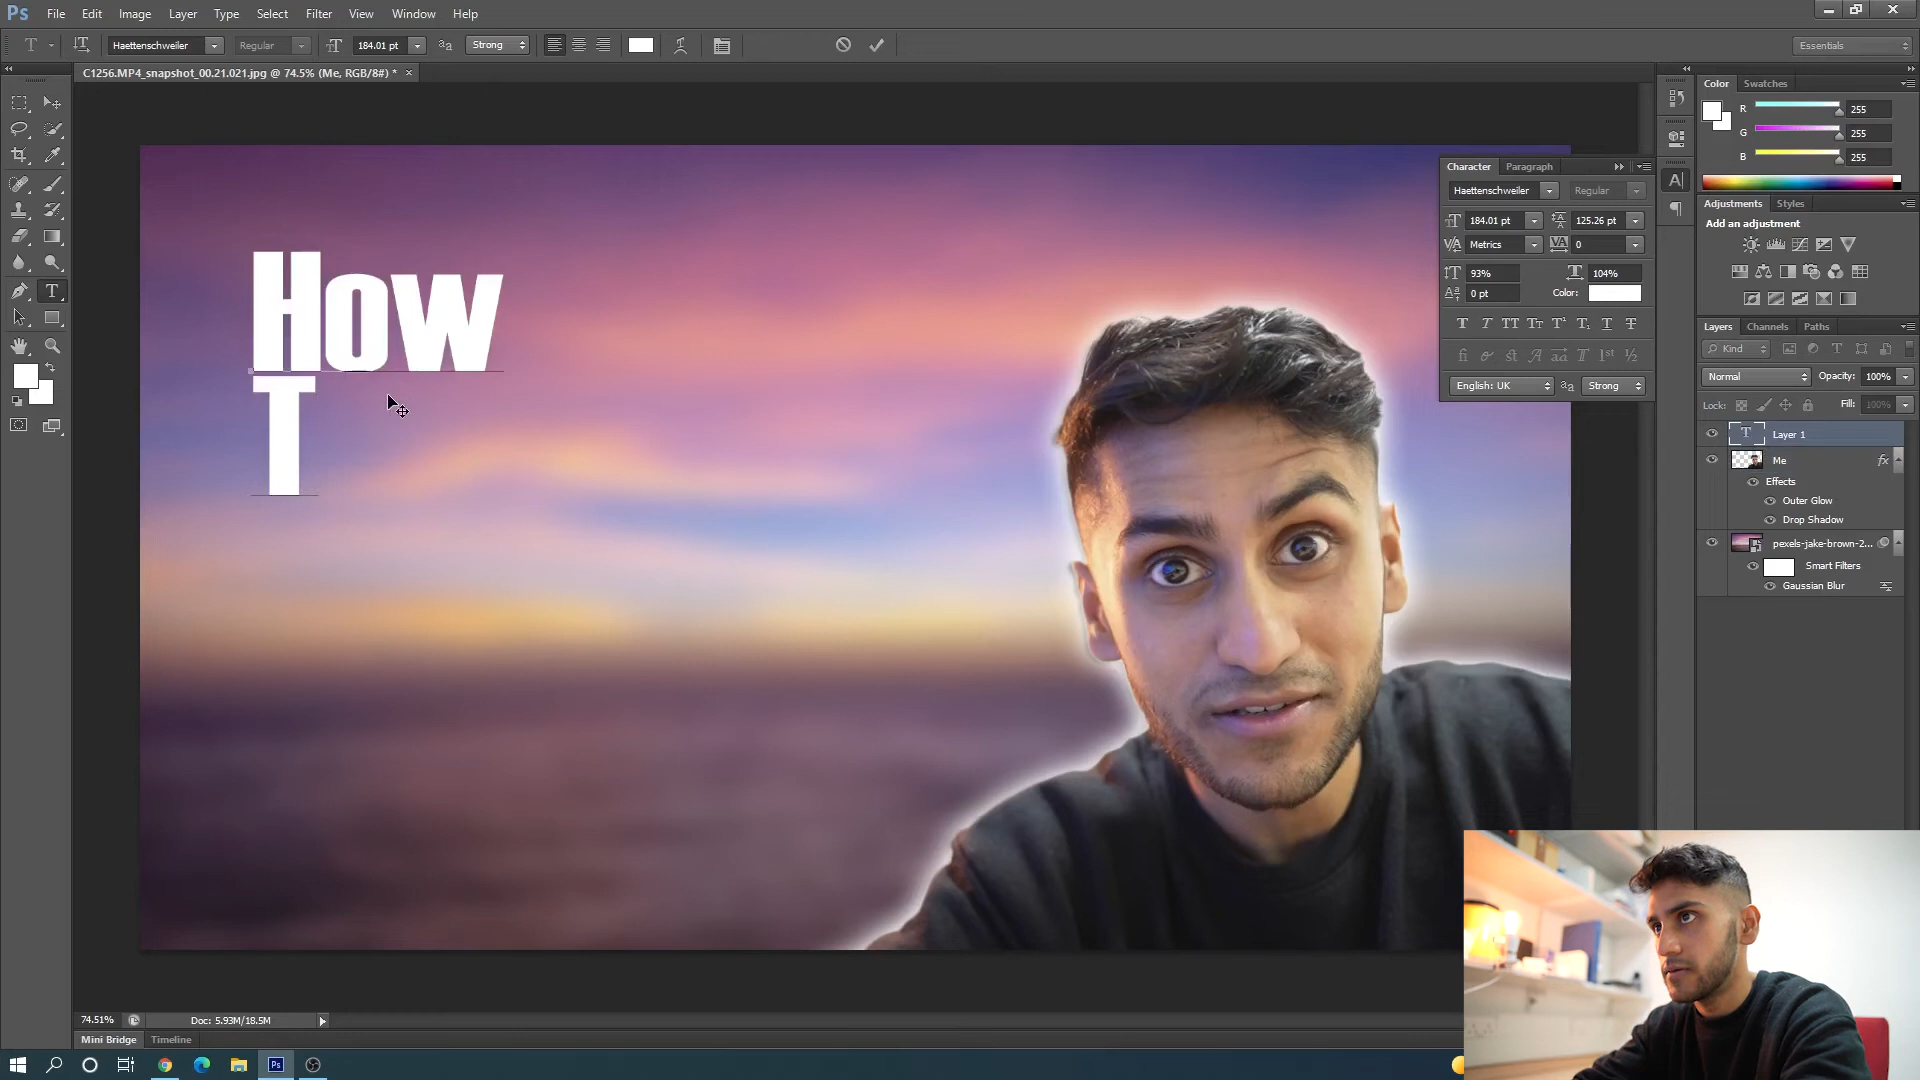 Ps File Edit Image Layer Type Select Filter View Window Help
Haettenschweiler Regular 184.01 pt Strong Essentials
C1256.MP4_snapshot_00.21.021.jpg @ 74.5% (Me, RGB/8#) *
Color Swatches
R 255
G 255
B 255
Character Paragraph
Haettenschweiler Regular
184.01 pt 125.26 pt
Metrics 0
93% 104%
0 pt Color:
English: UK Strong
Adjustments Styles
Add an adjustment
Layers Channels Paths
Kind
Normal Opacity: 100%
Lock: Fill: 100%
Layer 1
Me fx
Effects
Outer Glow
Drop Shadow
pexels-jake-brown-2...
Smart Filters
Gaussian Blur
How
T
74.51% Doc: 5.93M/18.5M
Mini Bridge Timeline
Ps